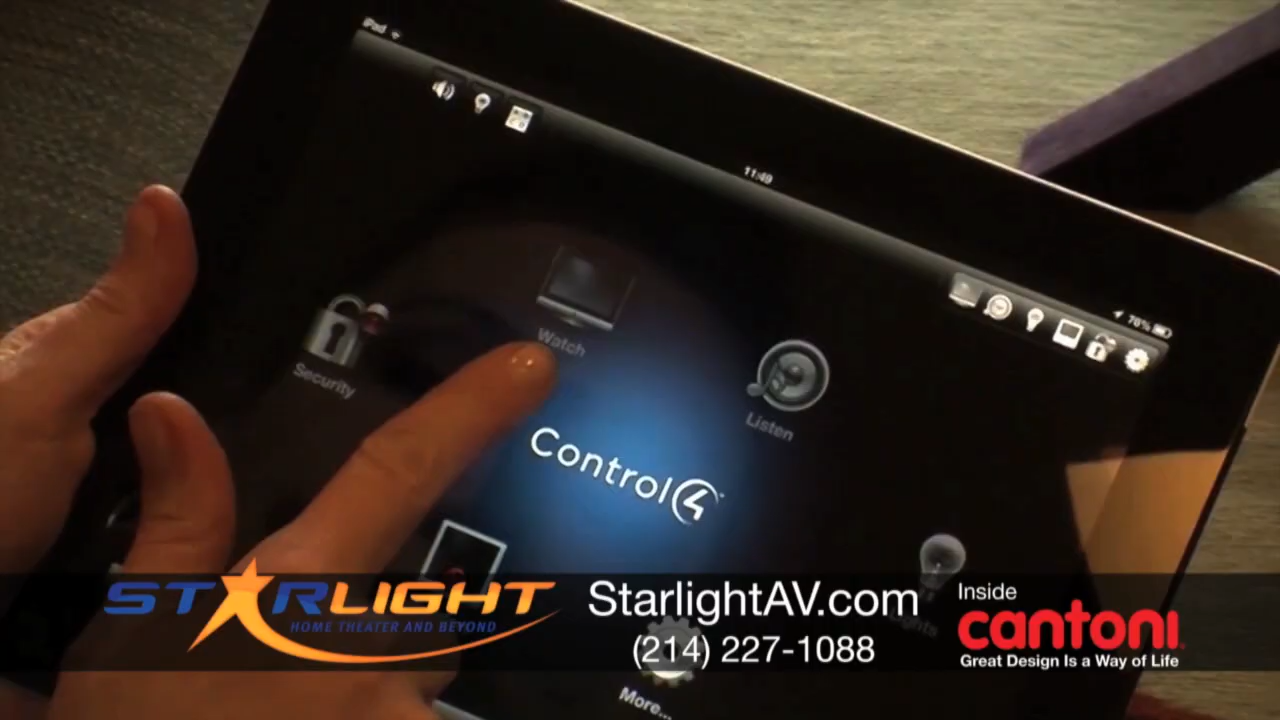 iPad
11:49
78%
Watch
Security
Listen
Control4
Lights
More...
STARLIGHT
HOME THEATER AND BEYOND
StarlightAV.com
(214) 227-1088
Inside
cantoni
Great Design Is a Way of Life